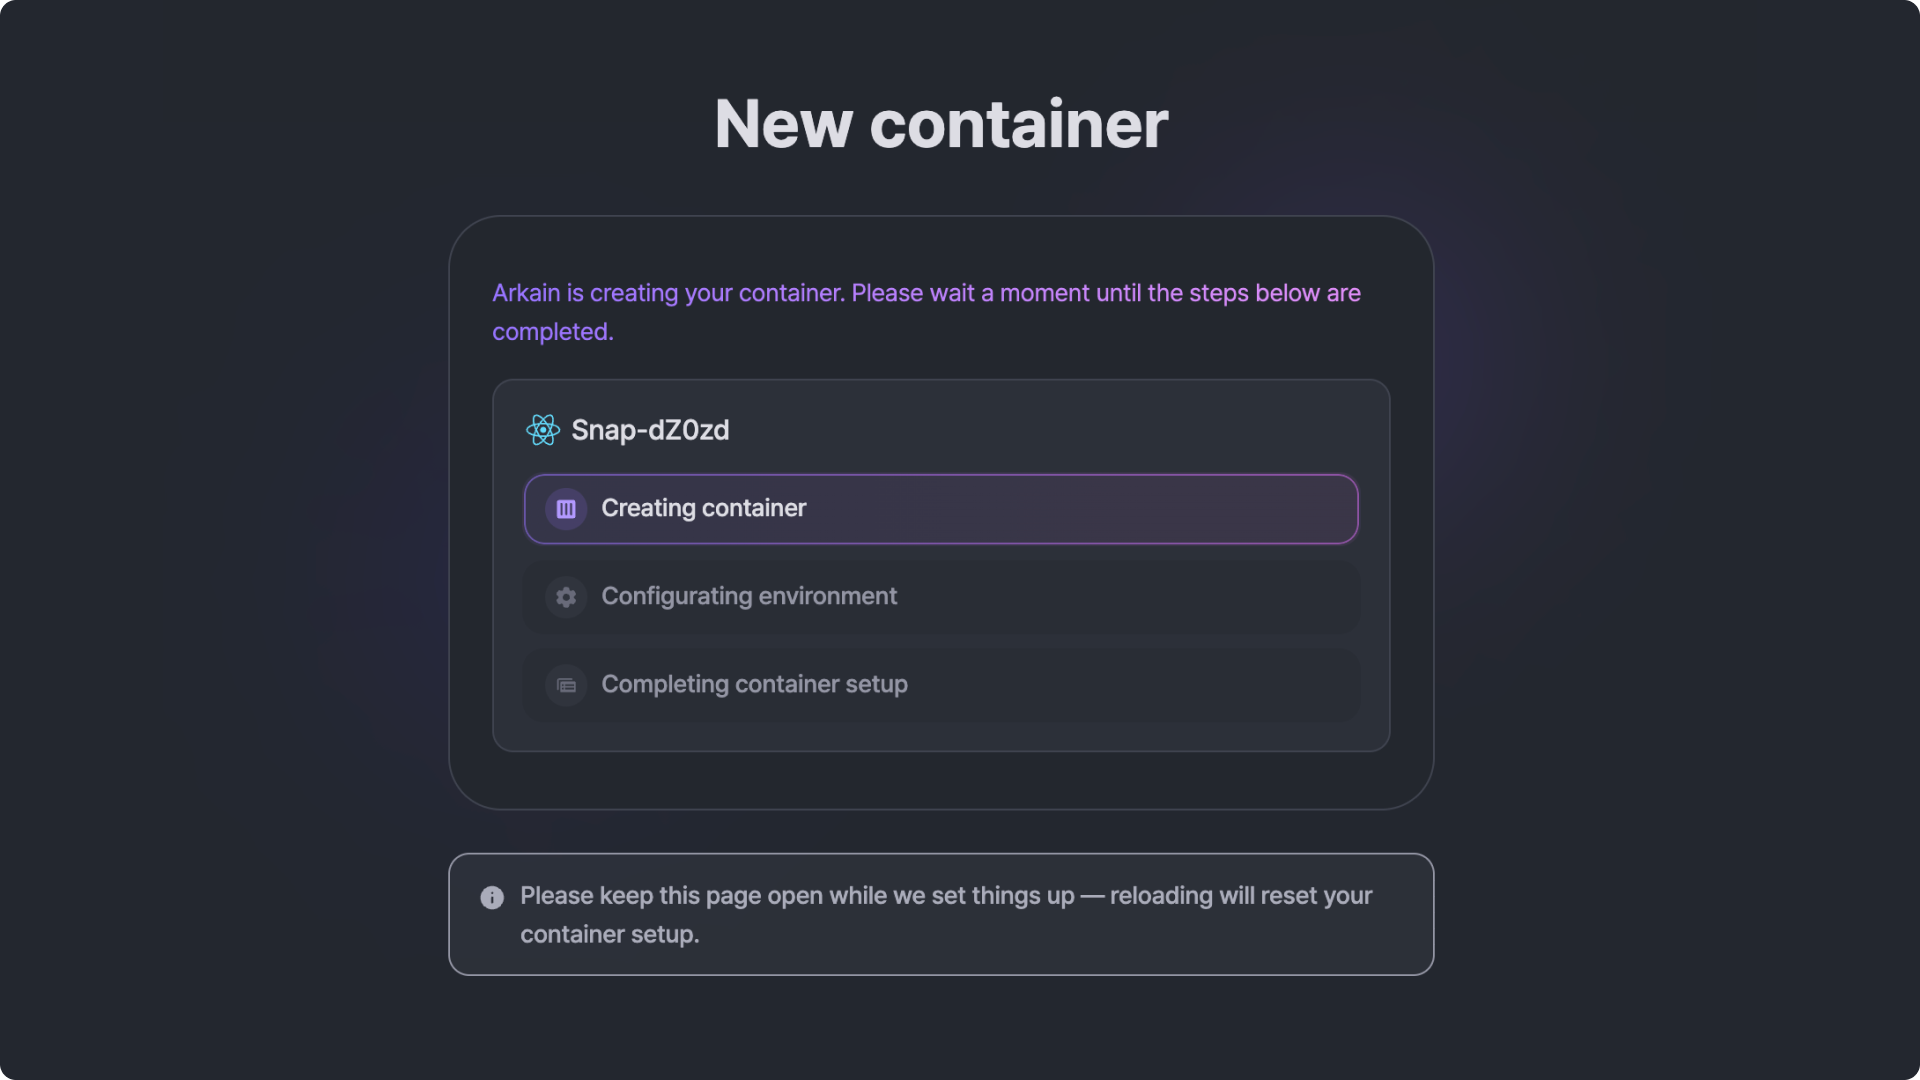 New container
Arkain is creating your container. Please wait a moment until the steps below are
completed.
Snap-dZ0zd
Creating container
Configurating environment
Completing container setup
Please keep this page open while we set things up — reloading will reset your
container setup.